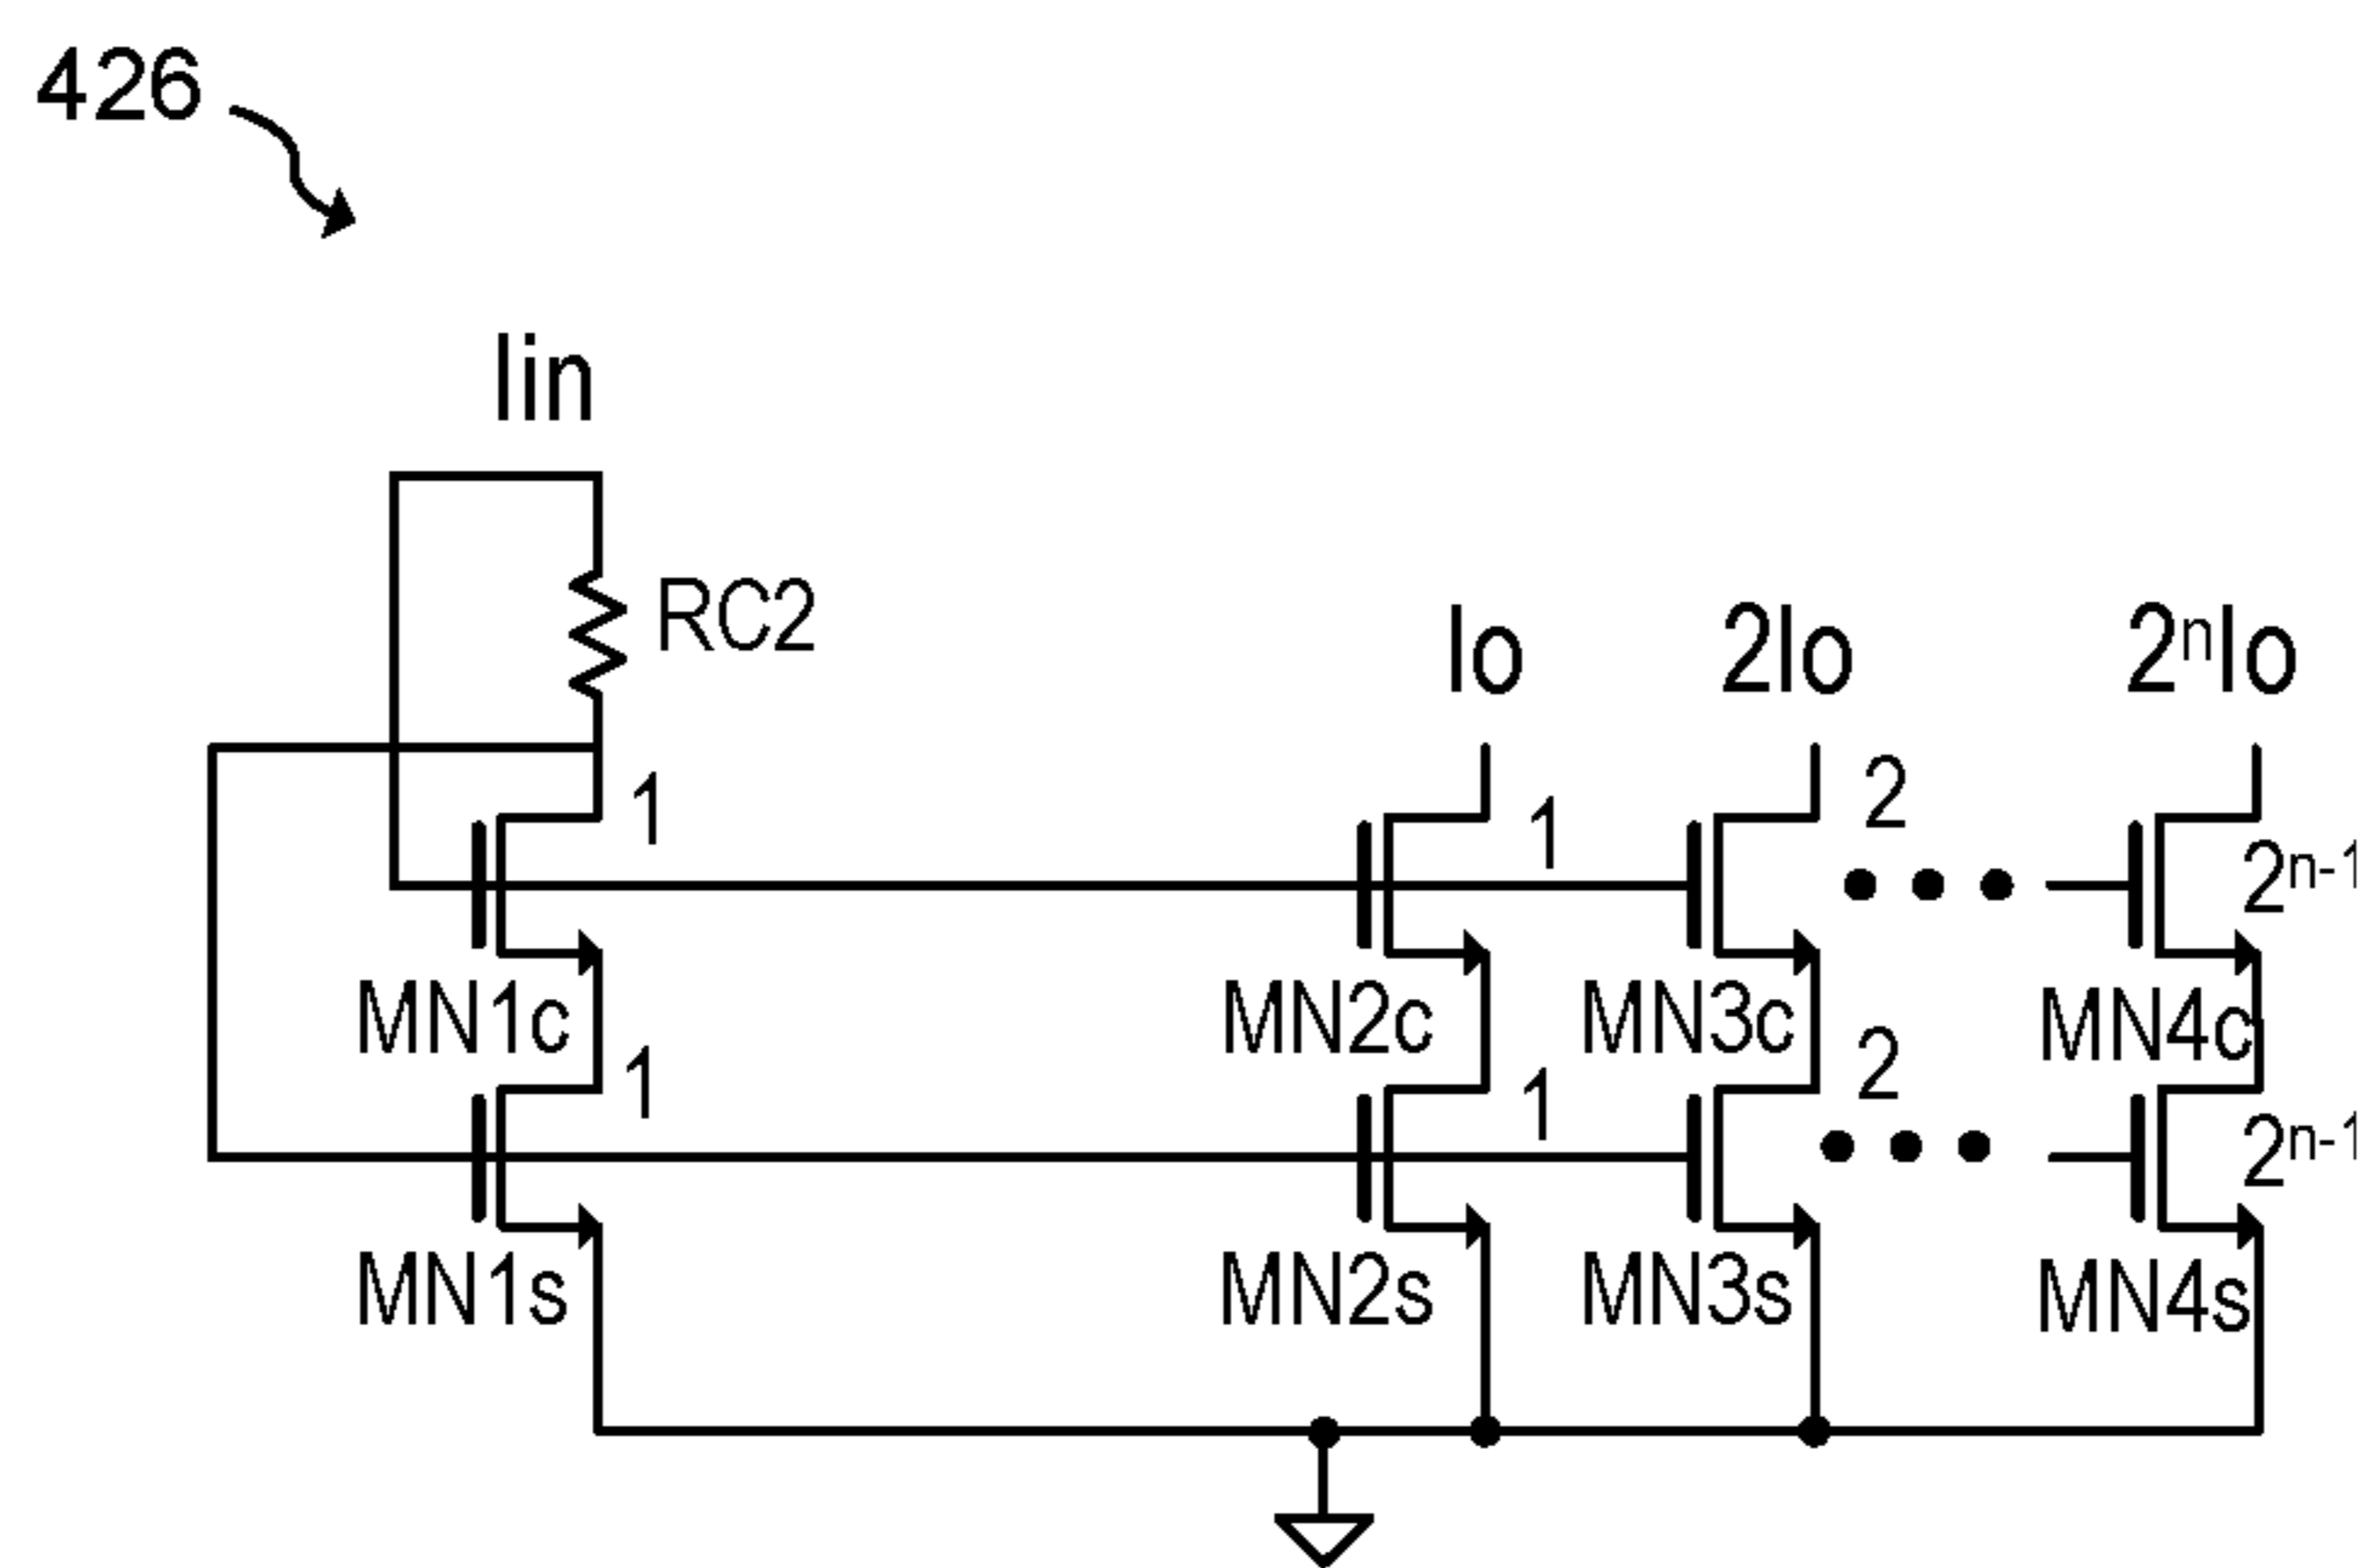 426
Iin
RC2
Io 2Io 2ⁿIo
1 1 2 2ⁿ⁻¹
MN1c MN2c MN3c MN4c
1 1 2 2ⁿ⁻¹
MN1s MN2s MN3s MN4s